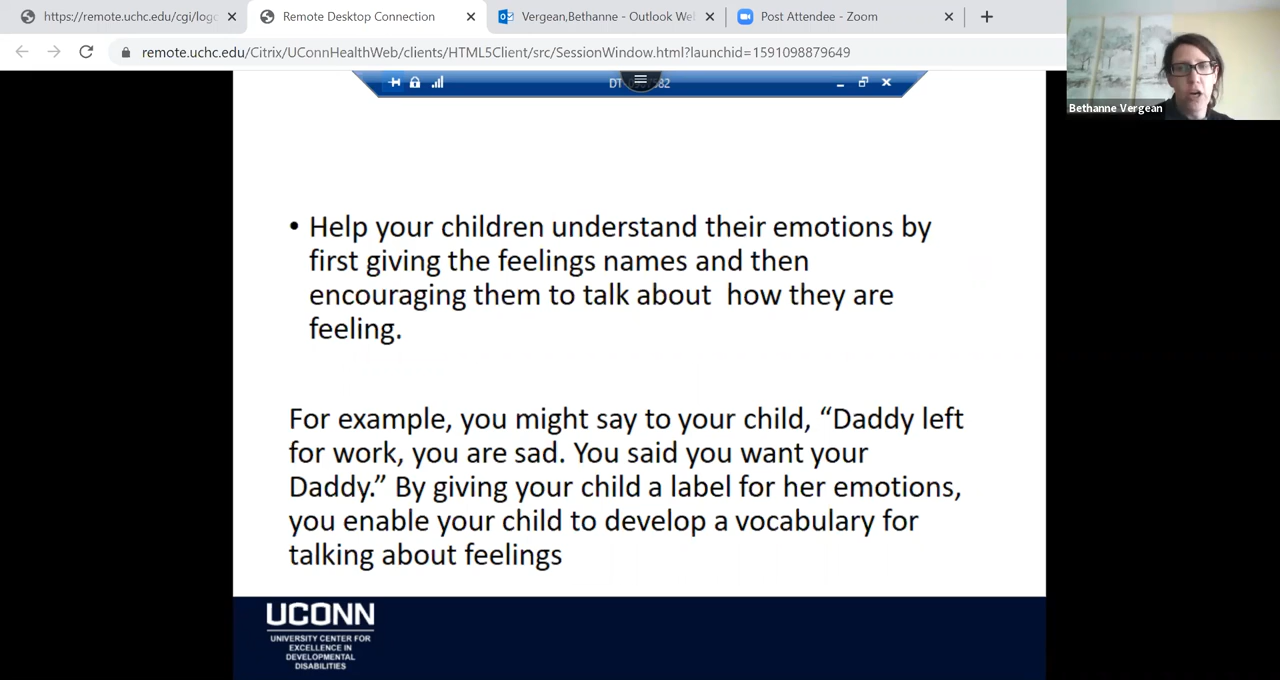 https://remote.uchc.edu/cgi/logo
Remote Desktop Connection
Vergean,Bethanne - Outlook We
Post Attendee - Zoom
remote.uchc.edu/Citrix/UConnHealthWeb/clients/HTML5Client/src/SessionWindow.html?launchid=1591098879649
Bethanne Vergean
• Help your children understand their emotions by
first giving the feelings names and then
encouraging them to talk about how they are
feeling.
For example, you might say to your child, “Daddy left
for work, you are sad. You said you want your
Daddy.” By giving your child a label for her emotions,
you enable your child to develop a vocabulary for
talking about feelings
UCONN
UNIVERSITY CENTER FOR
EXCELLENCE IN
DEVELOPMENTAL
DISABILITIES